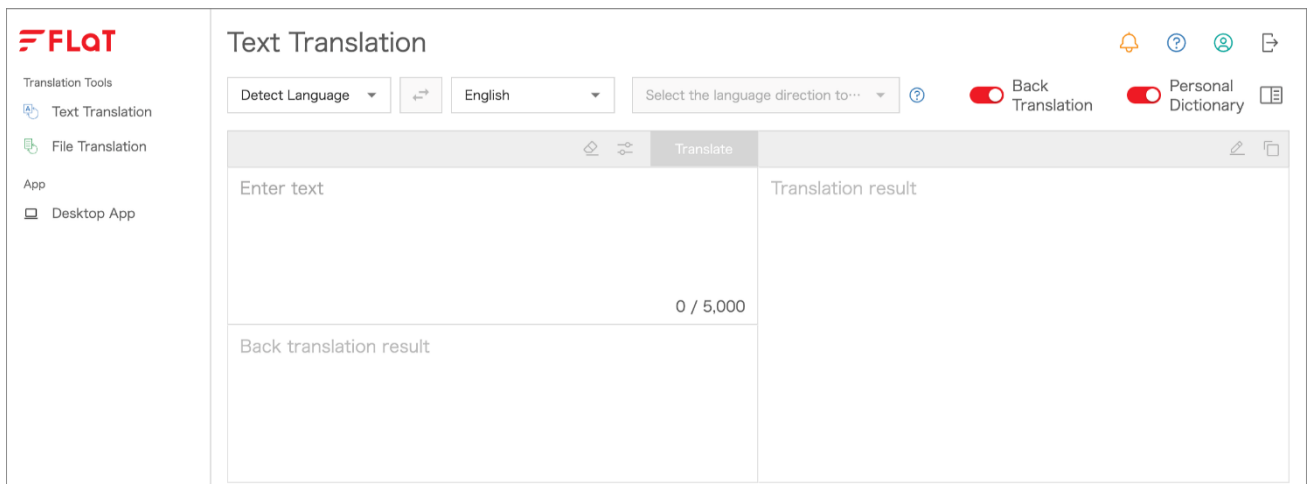 FLaT
Text Translation
Translation Tools
Text Translation
File Translation
App
Desktop App
Detect Language
English
Select the language direction to…
Back
Translation
Personal
Dictionary
Translate
Enter text
0 / 5,000
Translation result
Back translation result